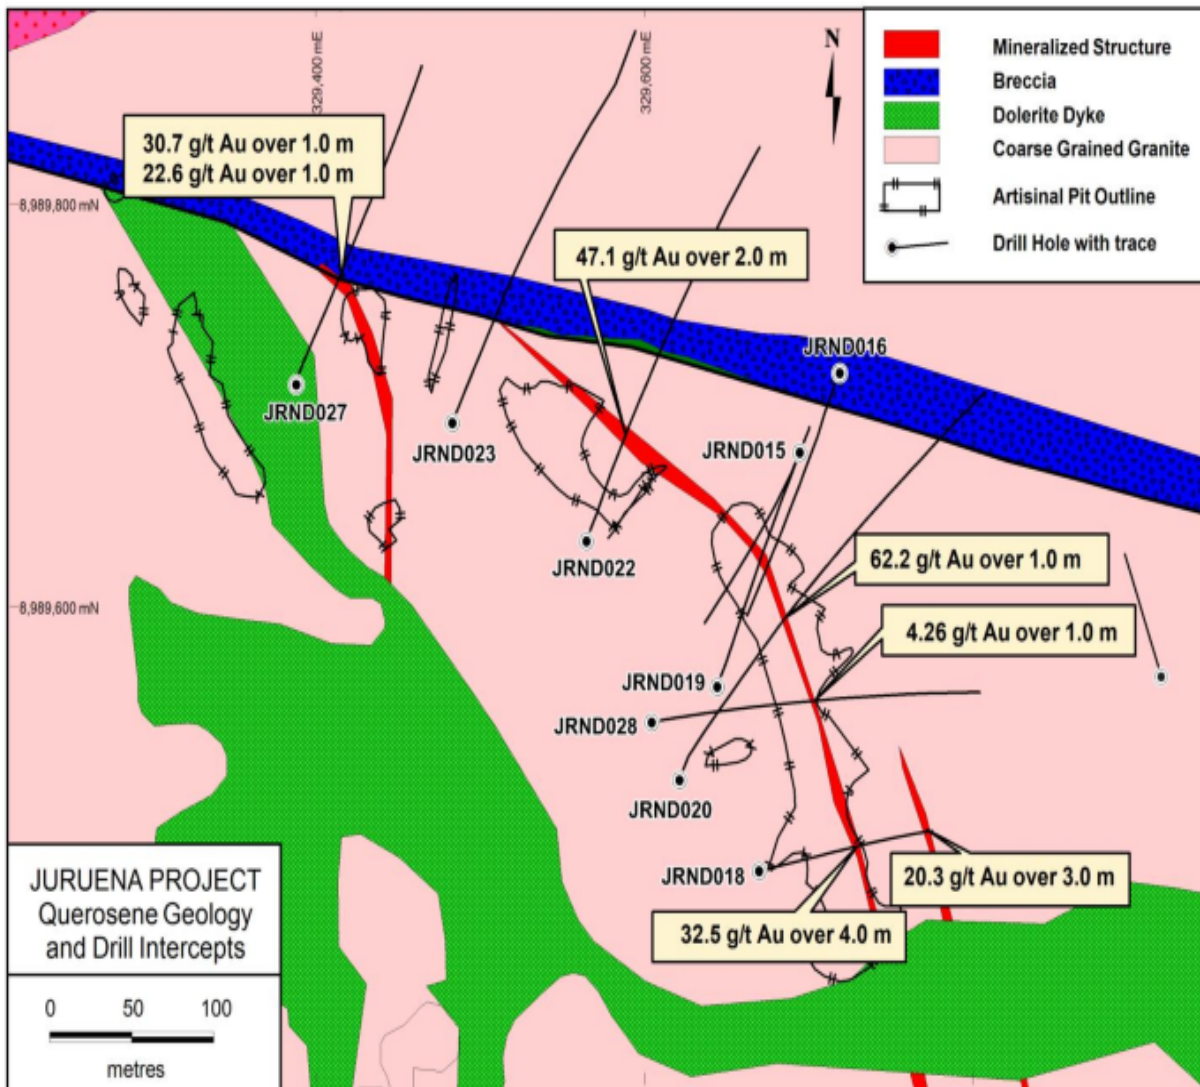 329,400 mE
329,600 mE
N
Mineralized Structure
Breccia
Dolerite Dyke
Coarse Grained Granite
Artisinal Pit Outline
Drill Hole with trace
30.7 g/t Au over 1.0 m
22.6 g/t Au over 1.0 m
8,989,800 mN
47.1 g/t Au over 2.0 m
JRND016
JRND027
JRND023
JRND015
JRND022
62.2 g/t Au over 1.0 m
8,989,600 mN
4.26 g/t Au over 1.0 m
JRND019
JRND028
JRND020
JRND018
20.3 g/t Au over 3.0 m
32.5 g/t Au over 4.0 m
JURUENA PROJECT
Querosene Geology
and Drill Intercepts
0 50 100
metres